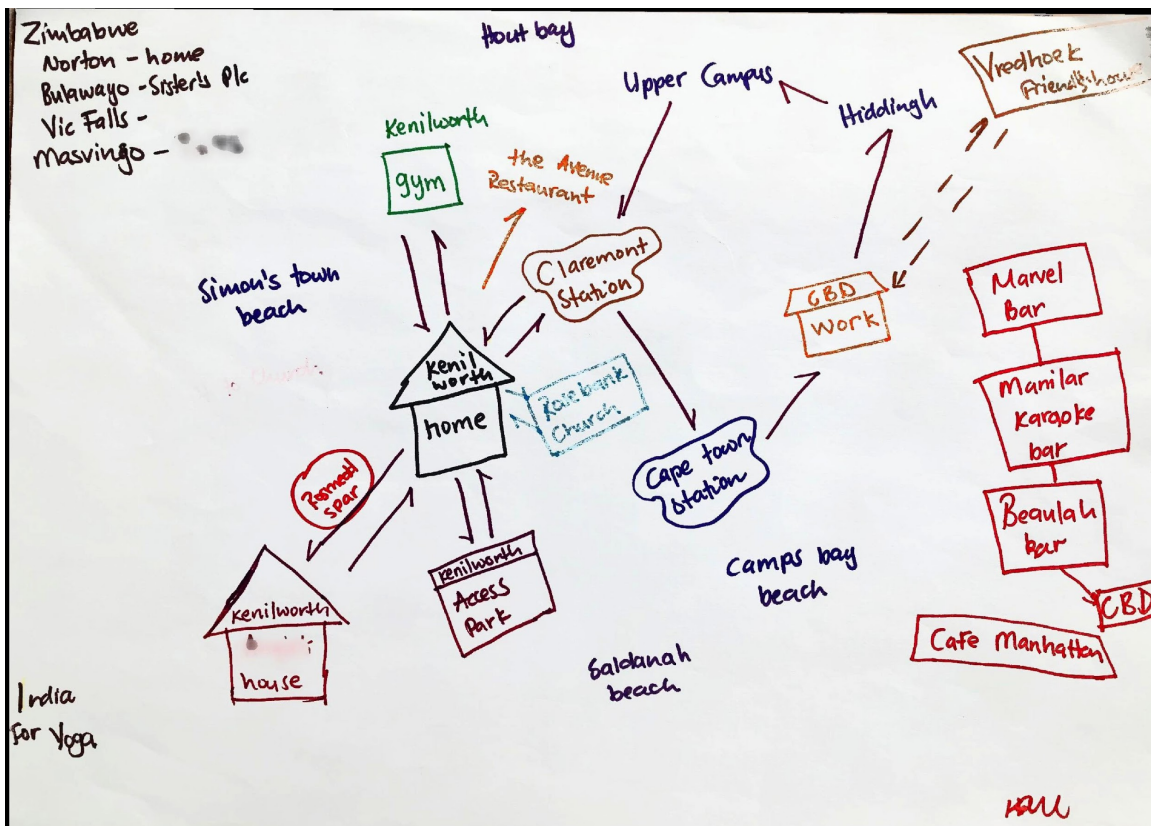 Zimbabwe
Norton - home
Bulawayo - Sister's Plc
Vic Falls -
Masvingo -
Hout bay
Upper Campus
Hiddingh
Vredhoek
Friend's
Kenilworth
gym
the Avenue
Restaurant
Claremont
Station
Simon's town
beach
CBD
work
Marvel
Bar
Kenil
worth
home
Rosebank
Church
Manilar
Karaoke
bar
Rosmead
spar
Cape town
Station
Beaulah
bar
Kenilworth
Access
Park
Camps bay
beach
CBD
Cafe Manhattan
Kenilworth
house
Saldanah
beach
India
For Yoga